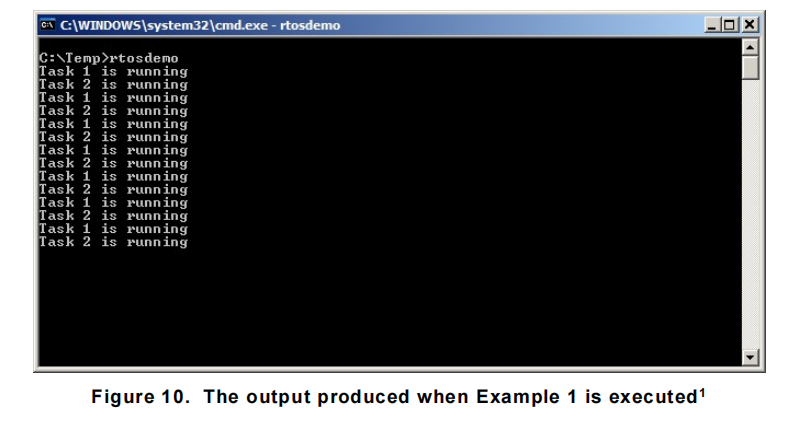 C:\WINDOWS\system32\cmd.exe - rtosdemo
C:\Temp>rtosdemo
Task 1 is running
Task 2 is running
Task 1 is running
Task 2 is running
Task 1 is running
Task 2 is running
Task 1 is running
Task 2 is running
Task 1 is running
Task 2 is running
Task 1 is running
Task 2 is running
Task 1 is running
Task 2 is running
Figure 10. The output produced when Example 1 is executed¹